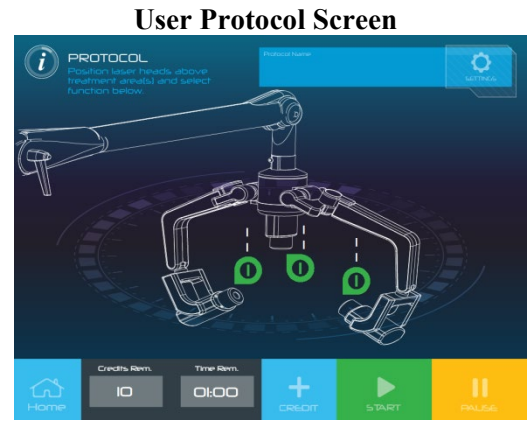 User Protocol Screen
i
PROTOCOL
Position laser heads above
treatment area(s) and select
function below.
Protocol Name
SETTINGS
Credits Rem.
Time Rem.
10
01:00
Home
CREDIT
START
PAUSE